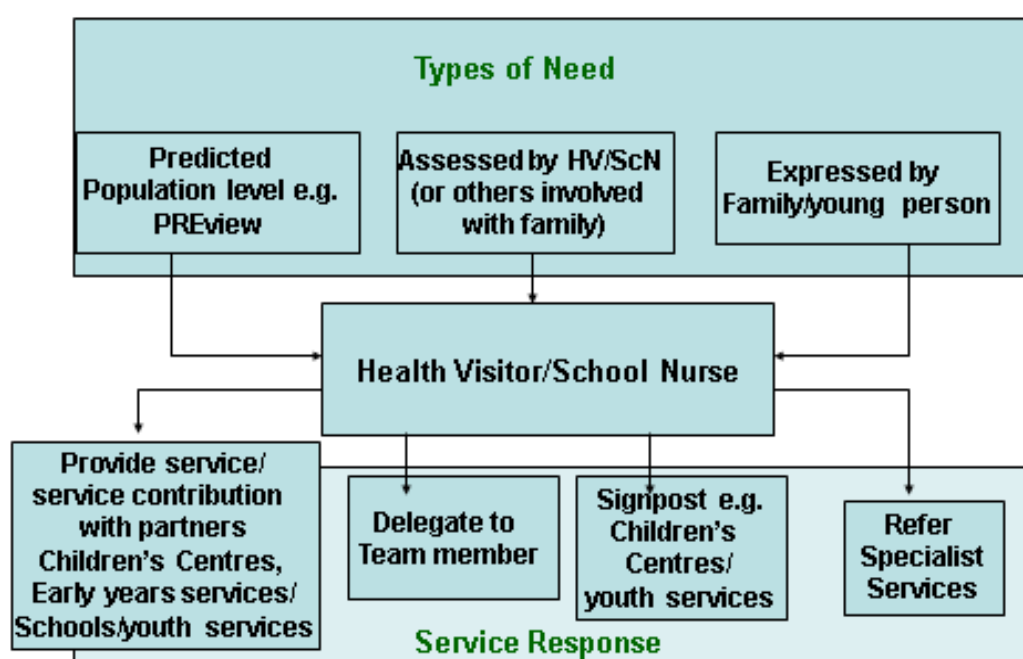 Types of Need
Predicted
Population level e.g.
PREview
Assessed by HV/ScN
(or others involved
with family)
Expressed by
Family/young person
Health Visitor/School Nurse
Provide service/
service contribution
with partners
Children's Centres,
Early years services/
Schools/youth services
Delegate to
Team member
Signpost e.g.
Children's
Centres/
youth services
Refer
Specialist
Services
Service Response